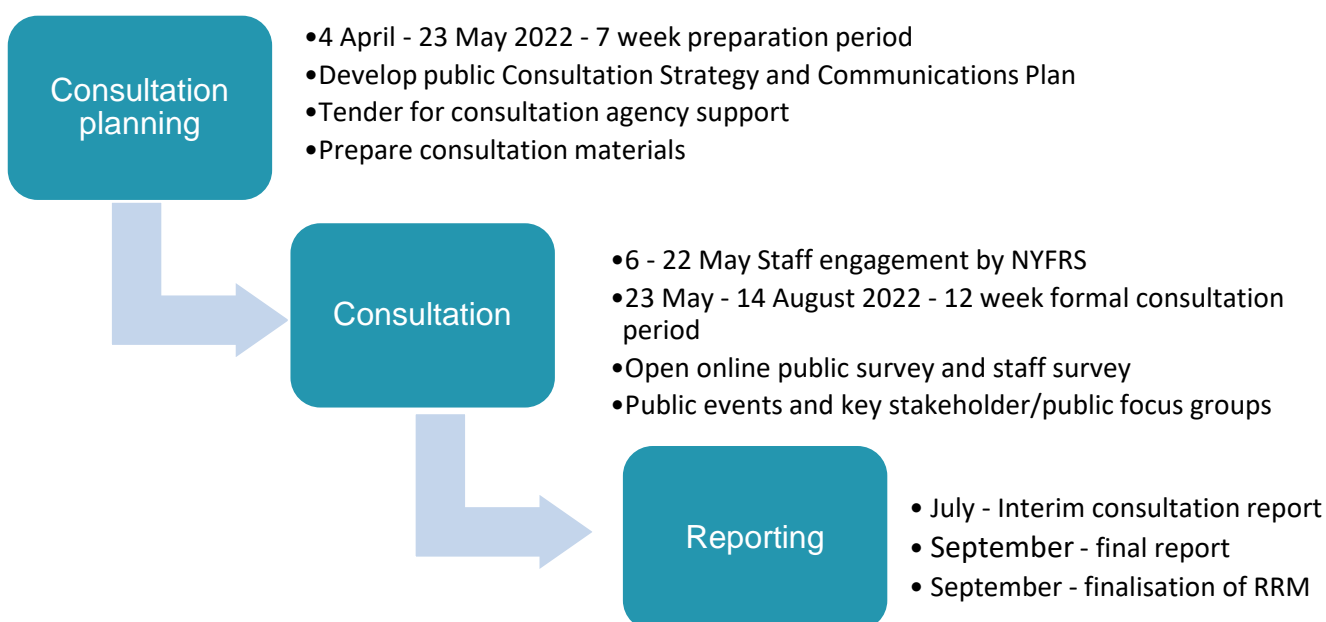 Consultation
planning
•4 April - 23 May 2022 - 7 week preparation period
•Develop public Consultation Strategy and Communications Plan
•Tender for consultation agency support
•Prepare consultation materials
Consultation
•6 - 22 May Staff engagement by NYFRS
•23 May - 14 August 2022 - 12 week formal consultation
period
•Open online public survey and staff survey
•Public events and key stakeholder/public focus groups
Reporting
• July - Interim consultation report
• September - final report
• September - finalisation of RRM